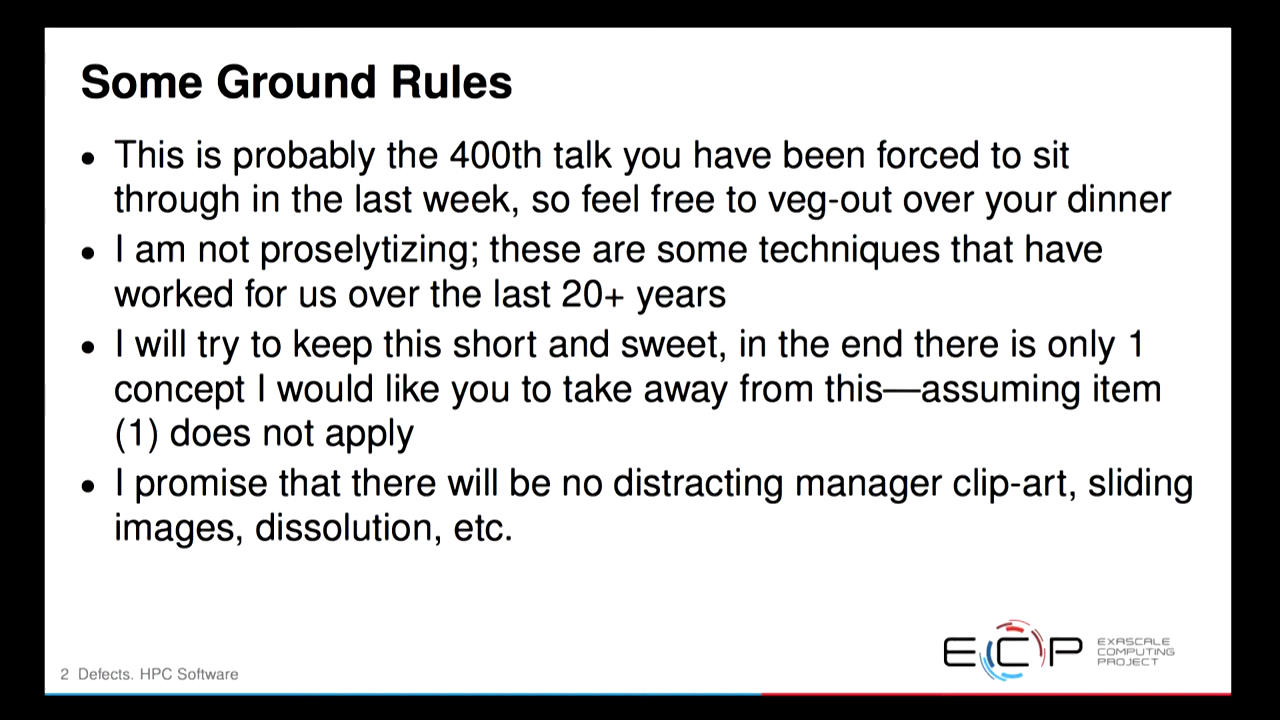 Some Ground Rules
• This is probably the 400th talk you have been forced to sit
through in the last week, so feel free to veg-out over your dinner
• I am not proselytizing; these are some techniques that have
worked for us over the last 20+ years
• I will try to keep this short and sweet, in the end there is only 1
concept I would like you to take away from this—assuming item
(1) does not apply
• I promise that there will be no distracting manager clip-art, sliding
images, dissolution, etc.
2 Defects. HPC Software
ECP
EXASCALE
COMPUTING
PROJECT